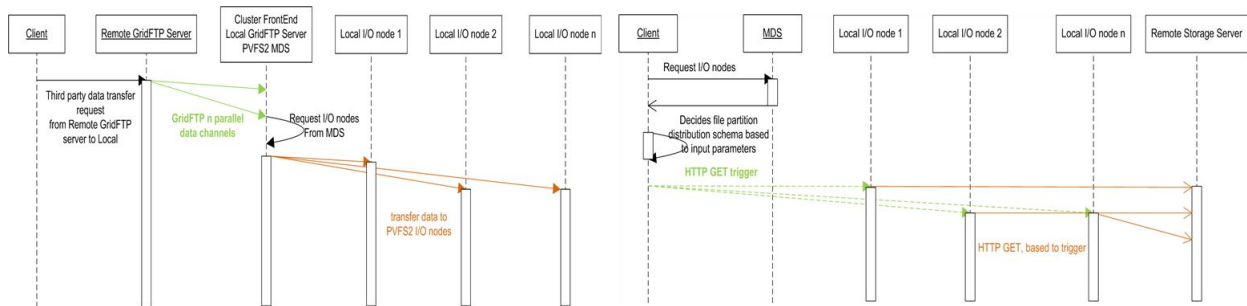 Client
Remote GridFTP Server
Cluster FrontEnd
Local GridFTP Server
PVFS2 MDS
Local I/O node 1
Local I/O node 2
Local I/O node n
Third party data transfer
request
from Remote GridFTP
server to Local
GridFTP n parallel
data channels
Request I/O nodes
From MDS
transfer data to
PVFS2 I/O nodes
Client
MDS
Local I/O node 1
Local I/O node 2
Local I/O node n
Remote Storage Server
Request I/O nodes
Decides file partition
distribution schema based
to input parameters
HTTP GET trigger
HTTP GET, based to trigger